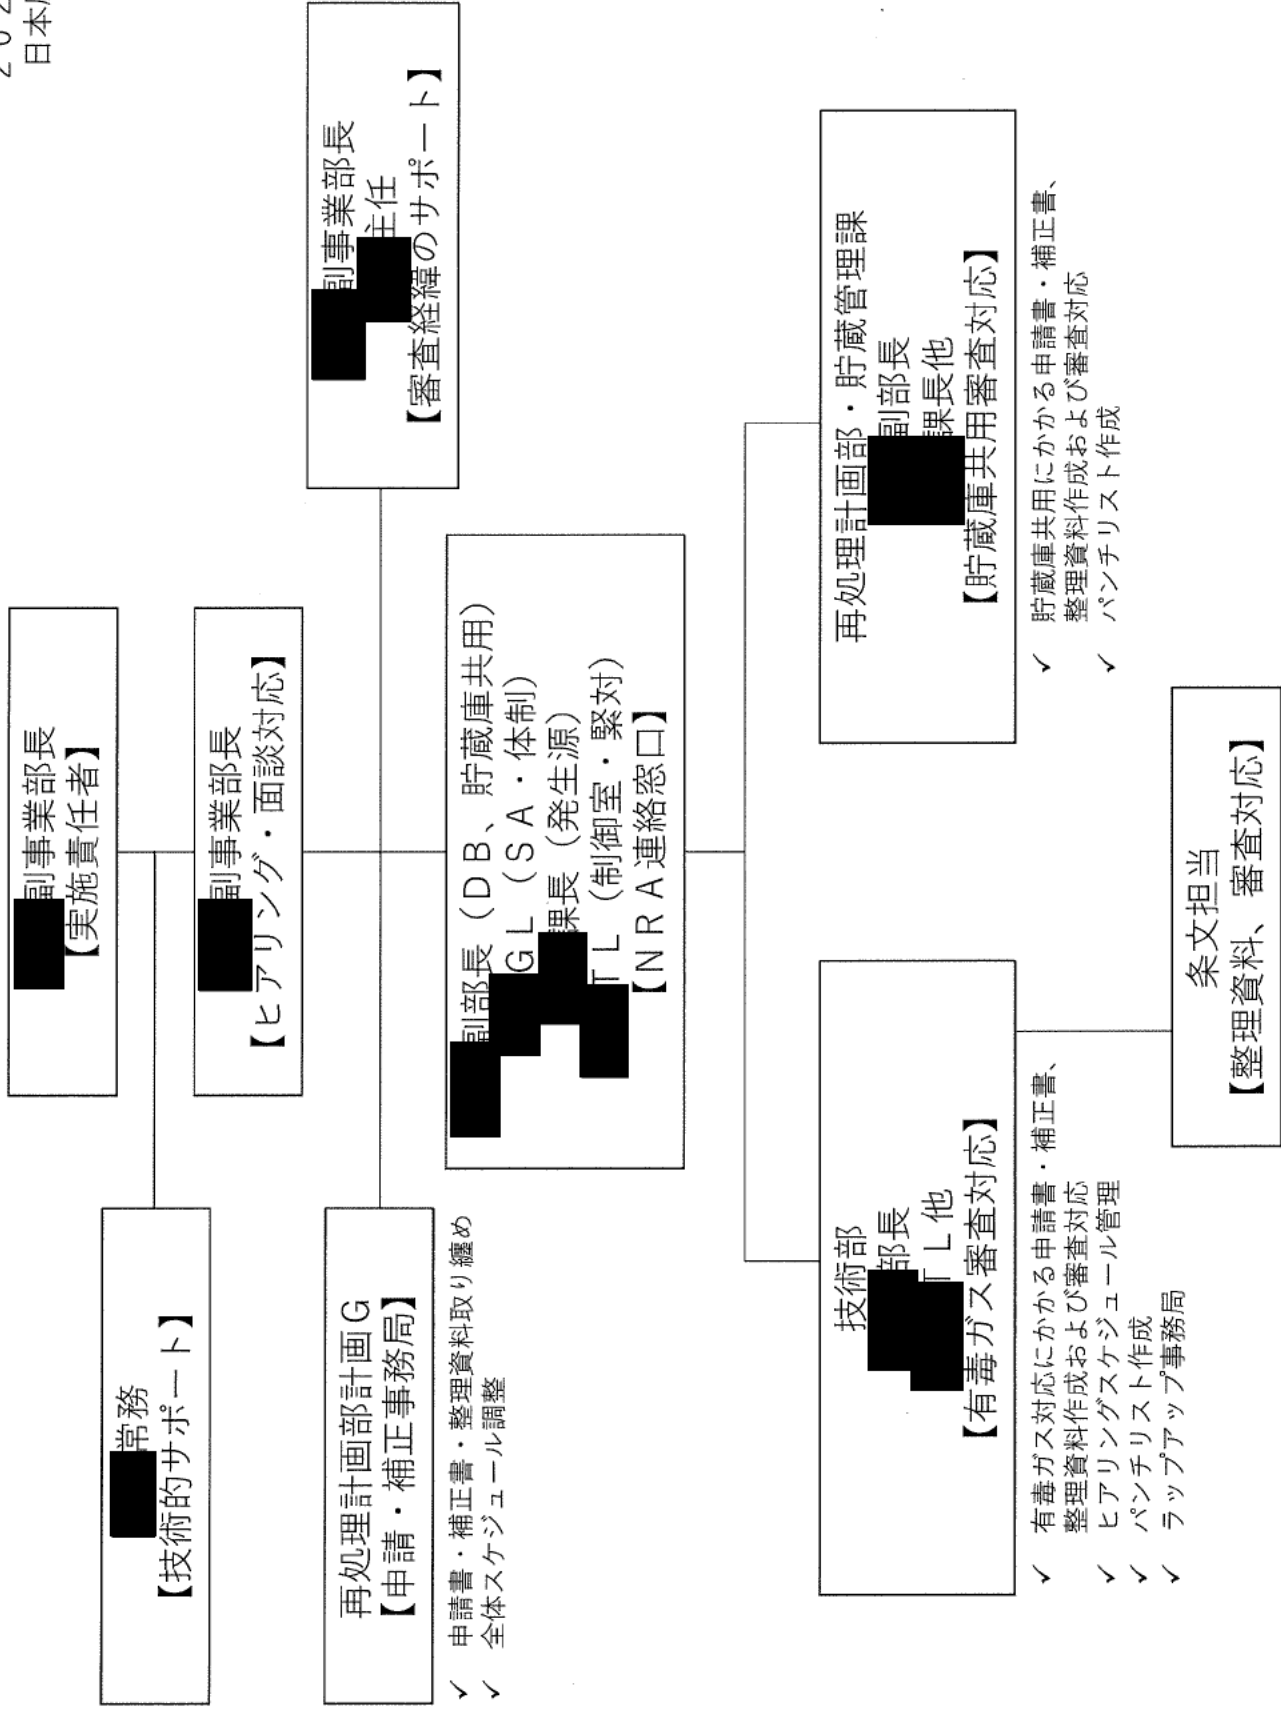 ２０２
日本原
副事業部長
【実施責任者】
常務
【技術的サポート】
副事業部長
【ヒアリング・面談対応】
副事業部長
主任
【審査経緯のサポート】
再処理計画部計画Ｇ
【申請・補正事務局】
✓ 申請書・補正書・整理資料取り纏め
✓ 全体スケジュール調整
副部長（ＤＢ、貯蔵庫共用）
ＧＬ（ＳＡ・体制）
課長（発生源）
ＴＬ（制御室・緊対）
【ＮＲＡ連絡窓口】
技術部
部長
ＴＬ他
【有毒ガス審査対応】
✓ 有毒ガス対応にかかる申請書・補正書、
整理資料作成および審査対応
✓ ヒアリングスケジュール管理
✓ パンチリスト作成
✓ ラップアップ事務局
再処理計画部・貯蔵管理課
副部長
課長他
【貯蔵庫共用審査対応】
✓ 貯蔵庫共用にかかる申請書・補正書、
整理資料作成および審査対応
✓ パンチリスト作成
条文担当
【整理資料、審査対応】